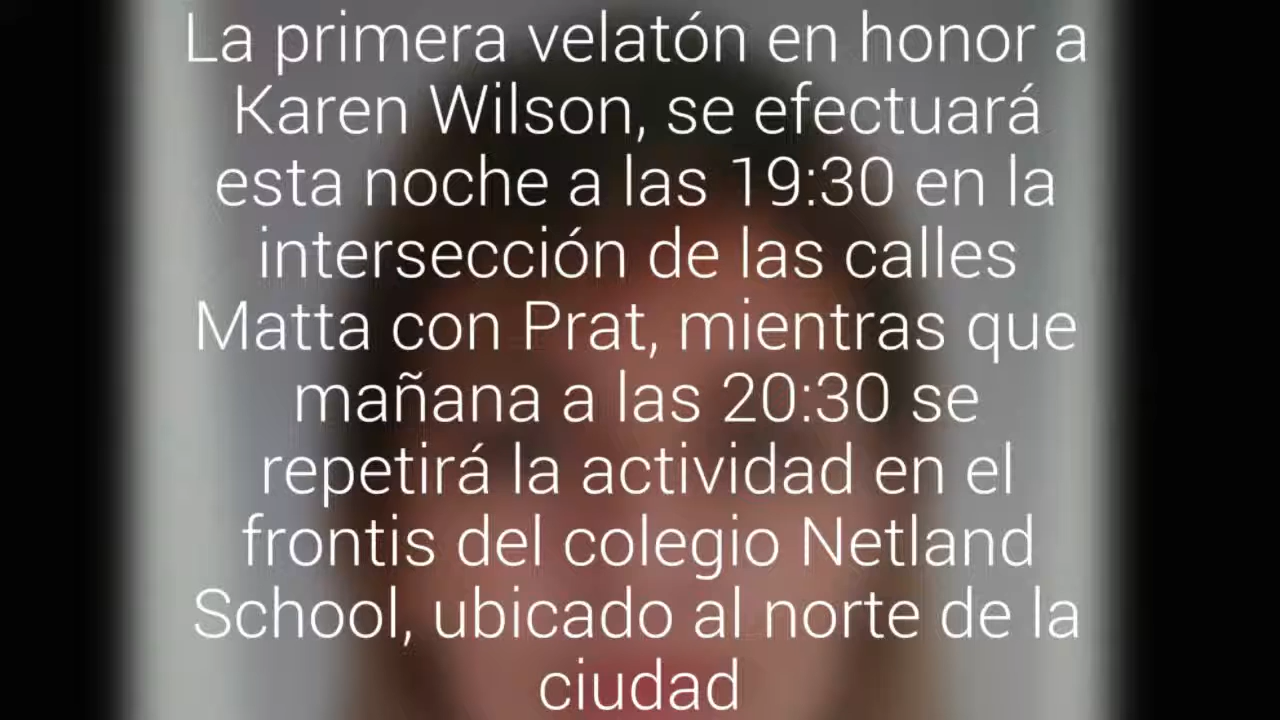 La primera velatón en honor a
Karen Wilson, se efectuará
esta noche a las 19:30 en la
intersección de las calles
Matta con Prat, mientras que
mañana a las 20:30 se
repetirá la actividad en el
frontis del colegio Netland
School, ubicado al norte de la
ciudad